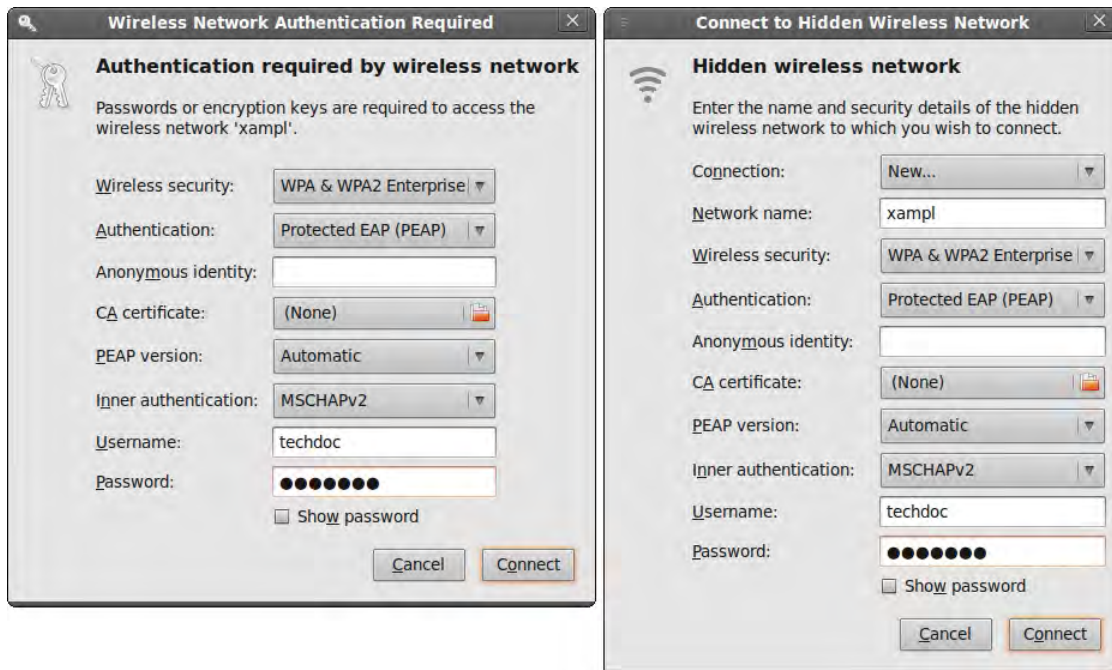 Wireless Network Authentication Required
Authentication required by wireless network
Passwords or encryption keys are required to access the
wireless network 'xampl'.
Wireless security: WPA & WPA2 Enterprise
Authentication: Protected EAP (PEAP)
Anonymous identity:
CA certificate: (None)
PEAP version: Automatic
Inner authentication: MSCHAPv2
Username: techdoc
Password: ●●●●●●●
Show password
Cancel Connect
Connect to Hidden Wireless Network
Hidden wireless network
Enter the name and security details of the hidden
wireless network to which you wish to connect.
Connection: New...
Network name: xampl
Wireless security: WPA & WPA2 Enterprise
Authentication: Protected EAP (PEAP)
Anonymous identity:
CA certificate: (None)
PEAP version: Automatic
Inner authentication: MSCHAPv2
Username: techdoc
Password: ●●●●●●●
Show password
Cancel Connect